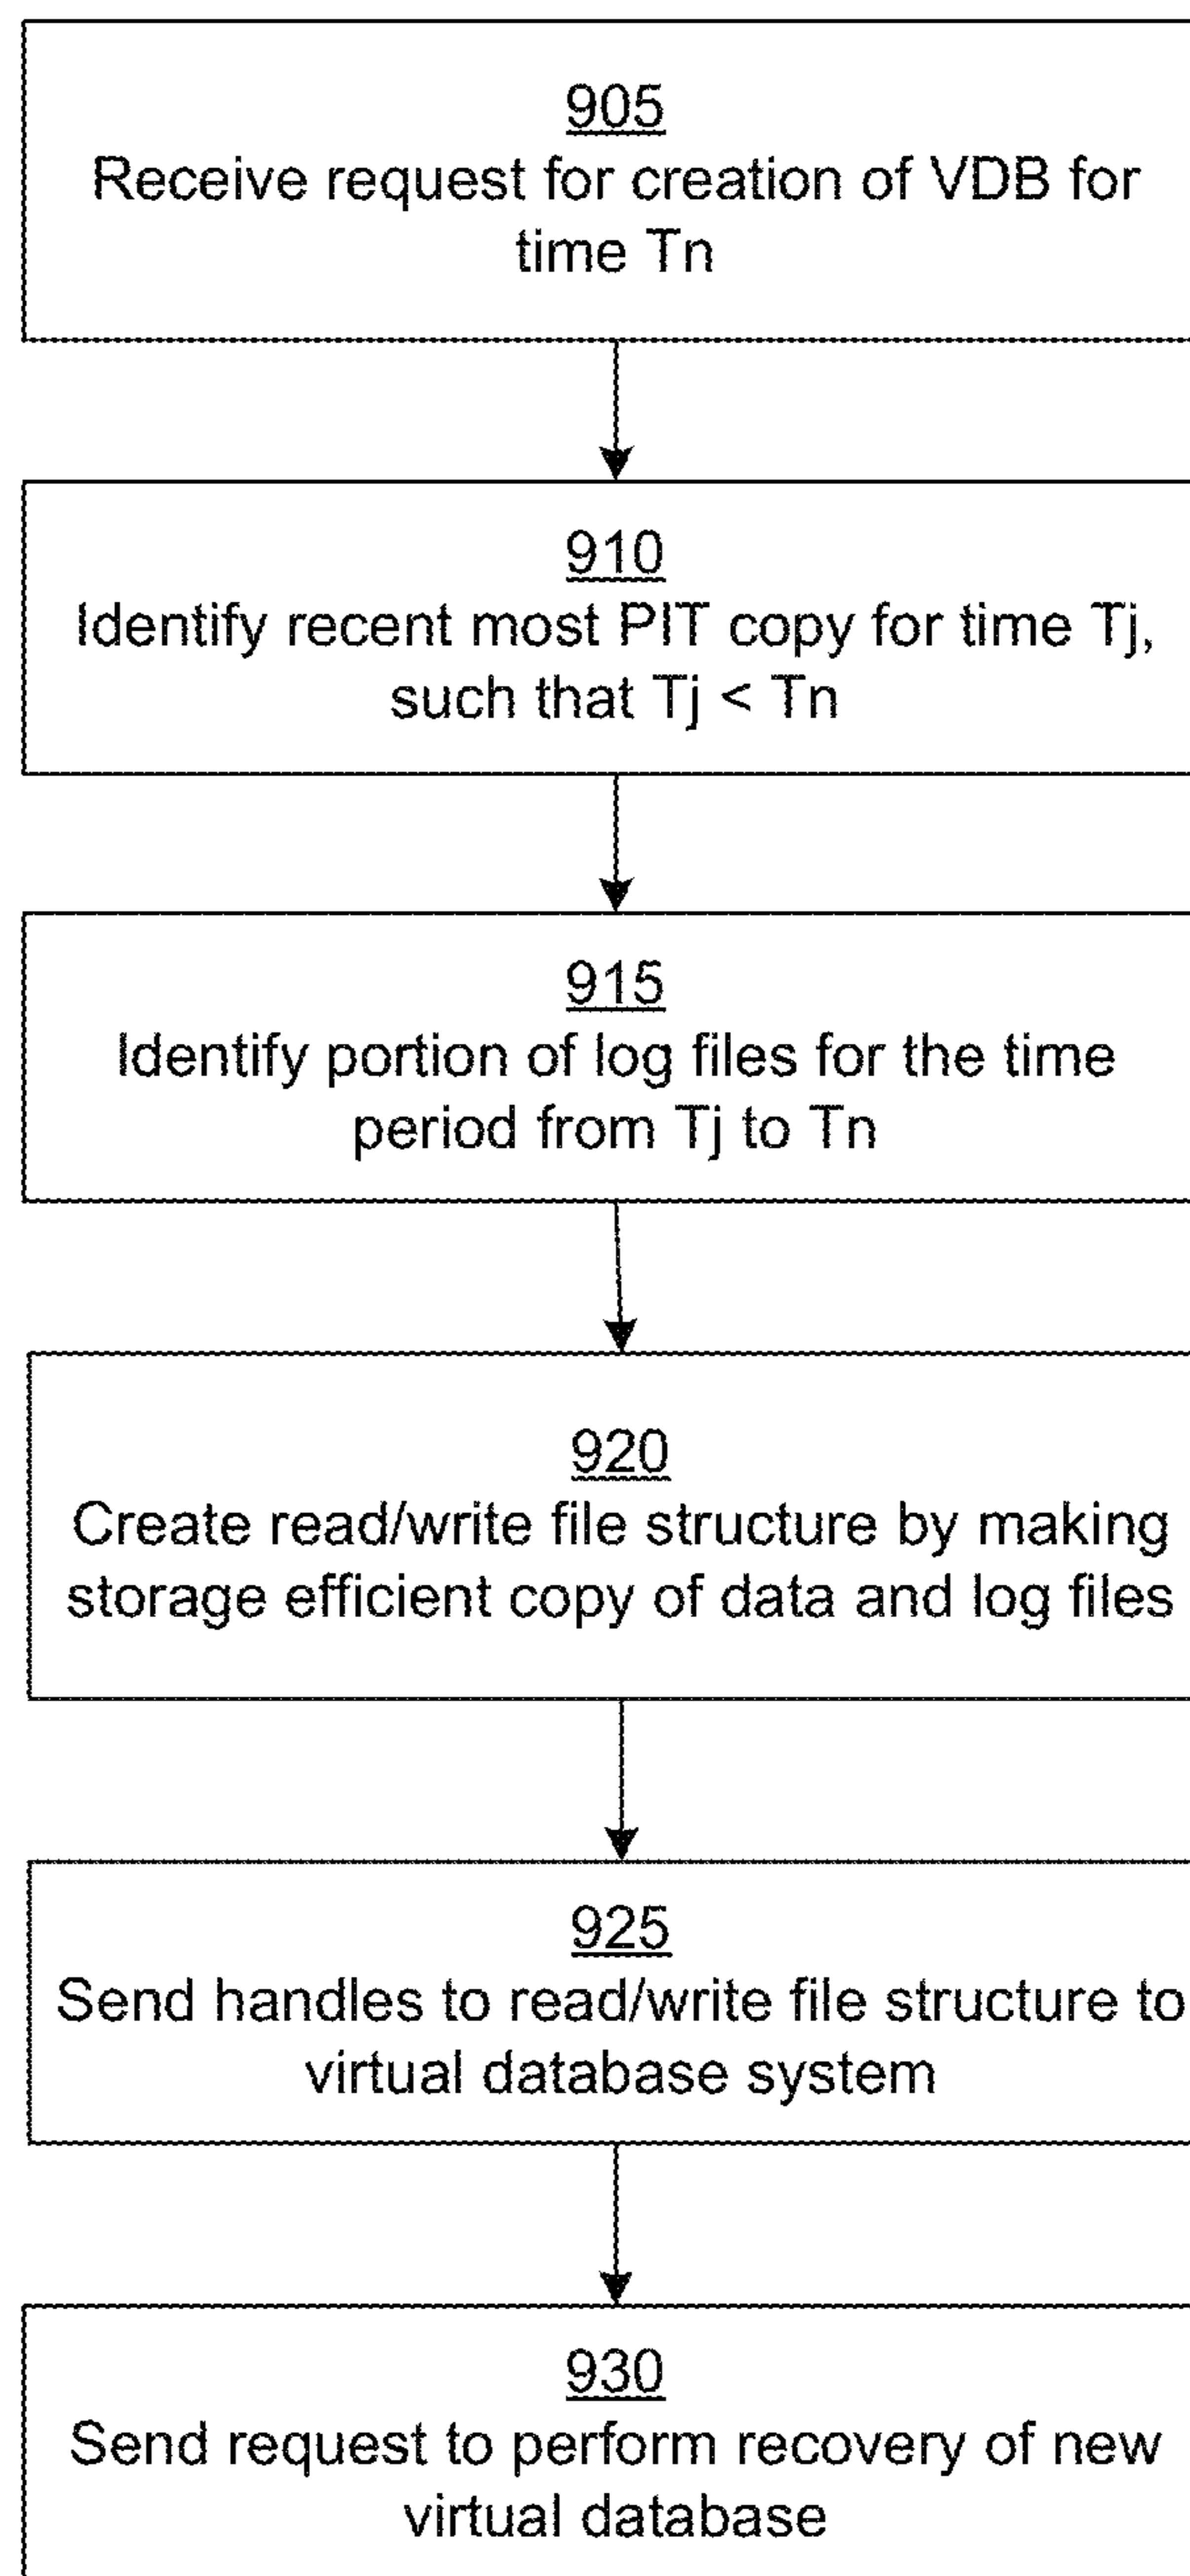 905
Receive request for creation of VDB for
time Tn
910
Identify recent most PIT copy for time Tj,
such that Tj < Tn
915
Identify portion of log files for the time
period from Tj to Tn
920
Create read/write file structure by making
storage efficient copy of data and log files
925
Send handles to read/write file structure to
virtual database system
930
Send request to perform recovery of new
virtual database